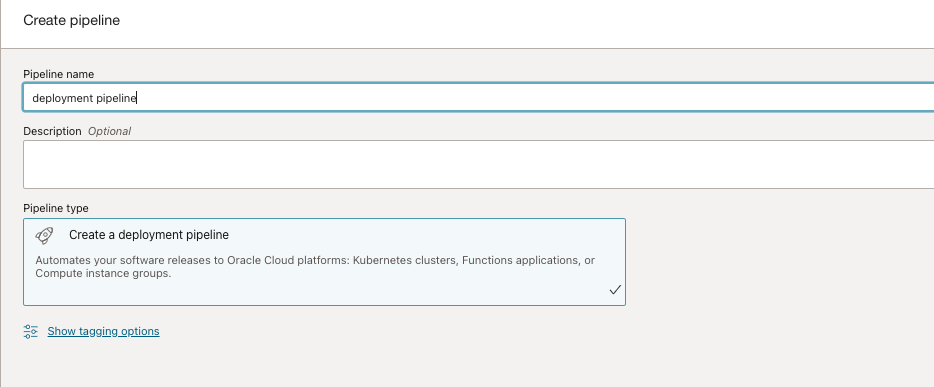 Create pipeline
Pipeline name
deployment pipeline
Description Optional
Pipeline type
Create a deployment pipeline
Automates your software releases to Oracle Cloud platforms: Kubernetes clusters, Functions applications, or
Compute instance groups.
Show tagging options